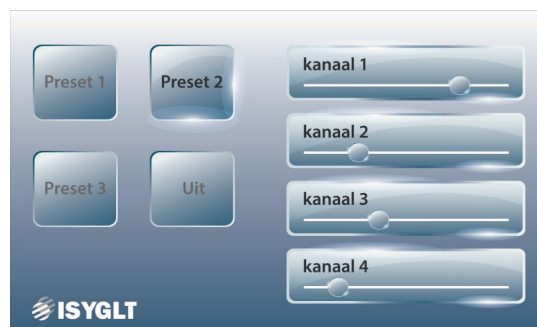 Preset 1
Preset 2
Preset 3
Uit
kanaal 1
kanaal 2
kanaal 3
kanaal 4
ISYGLT